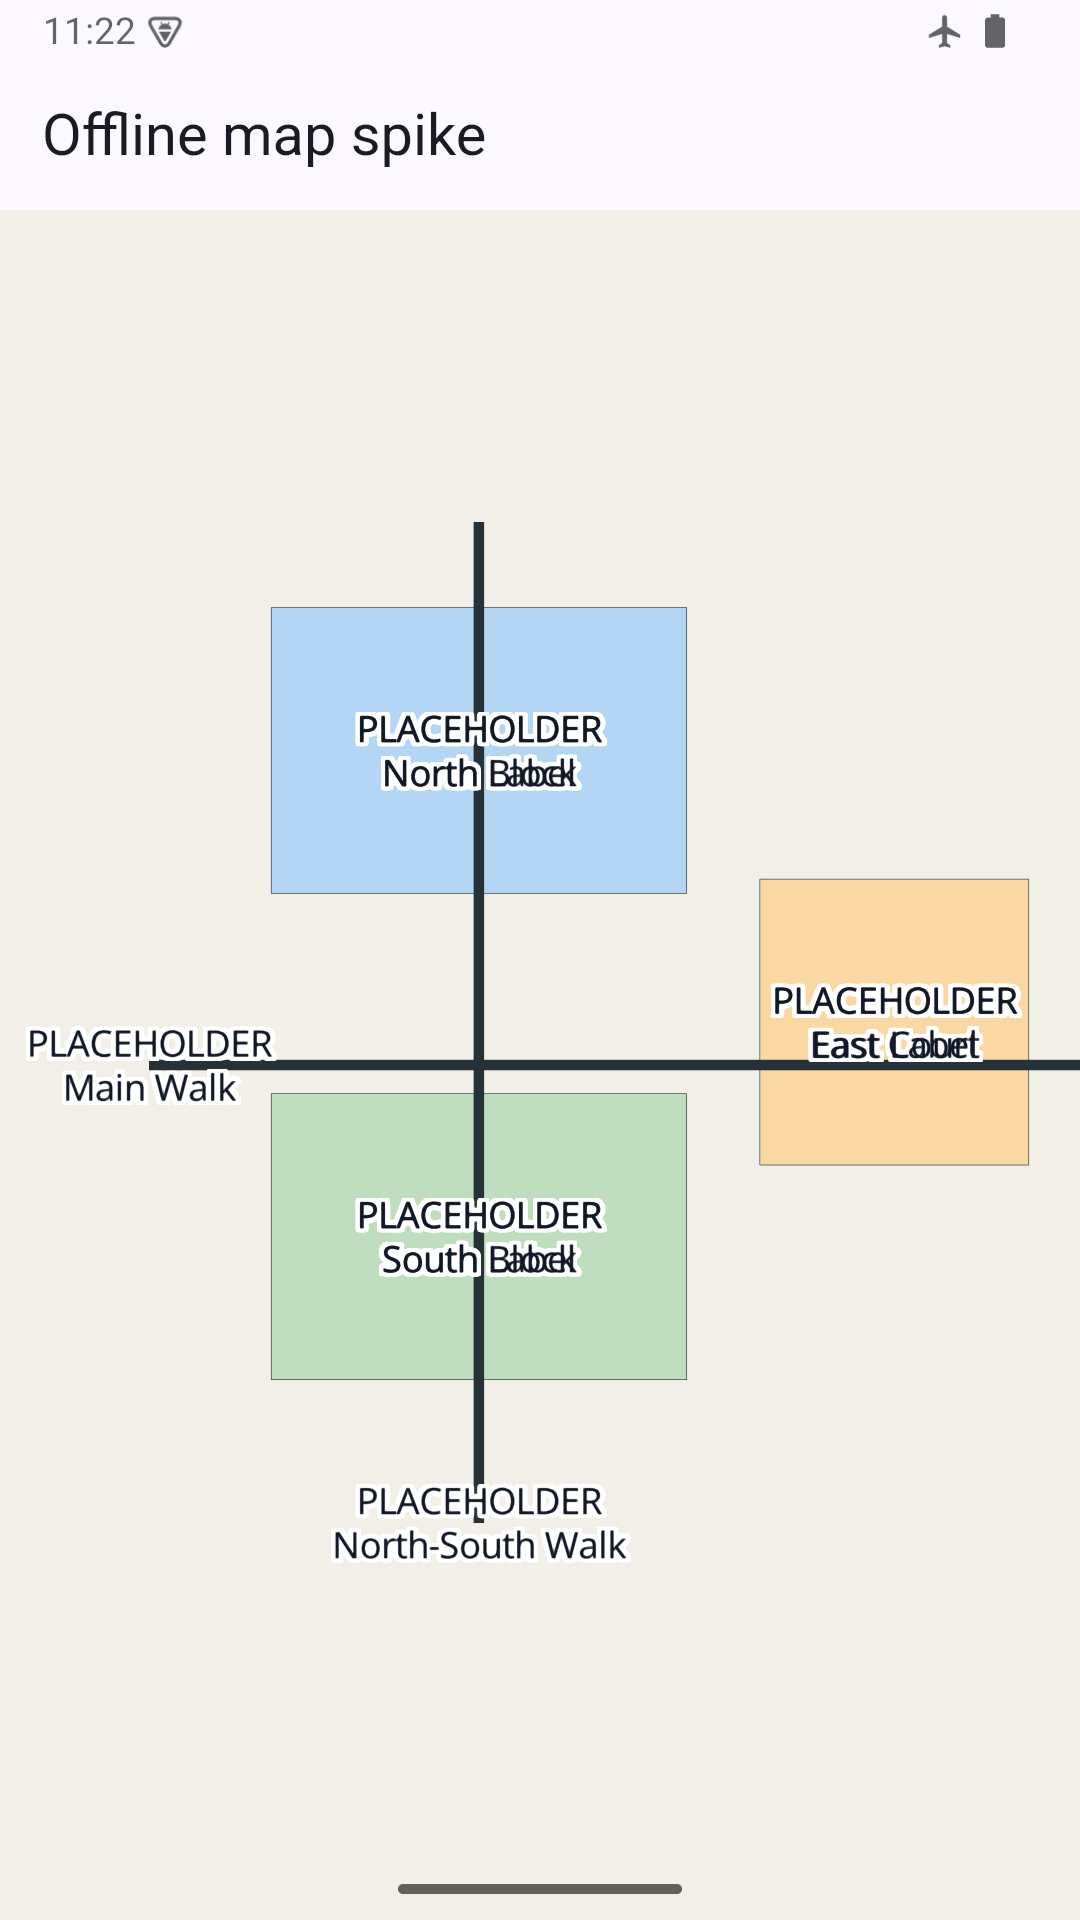 11:22
Offline map spike
PLACEHOLDER
North
PLACEHOLDER
East
PLACEHOLDER
Main Walk
PLACEHOLDER
South
PLACEHOLDER
North-South Walk